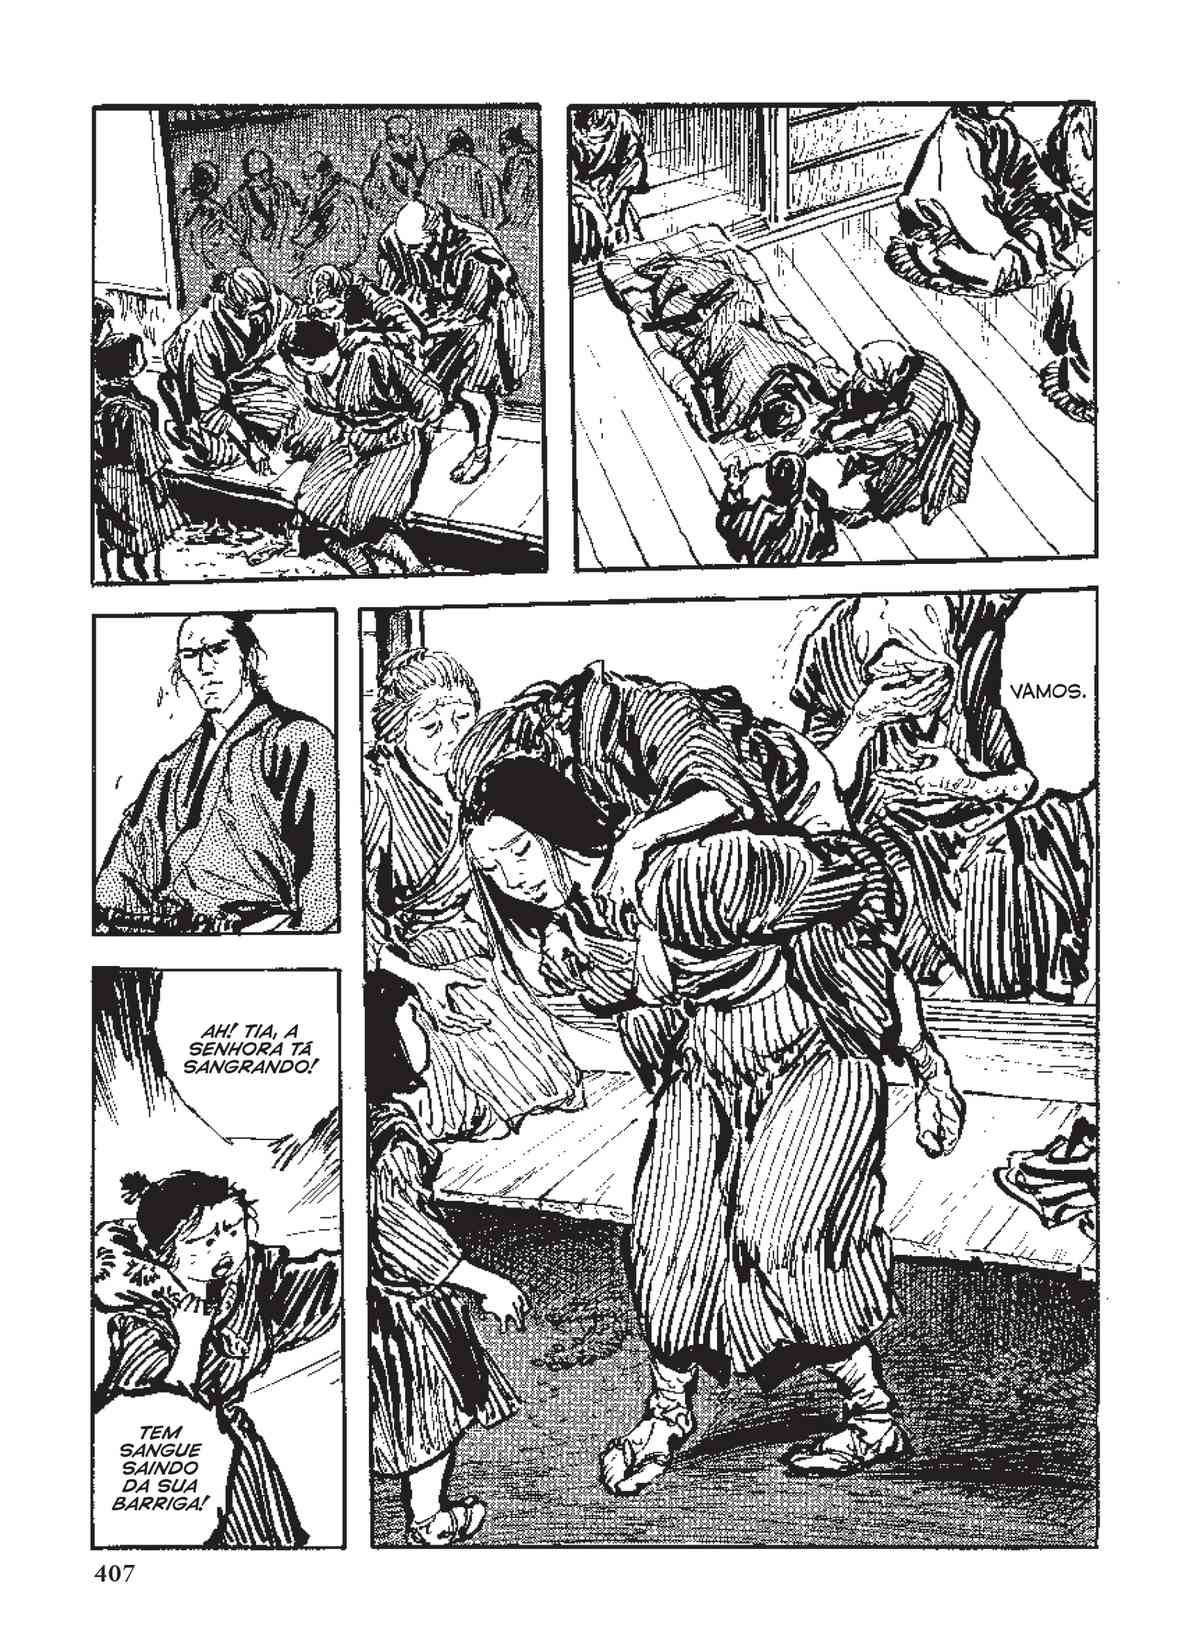 VAMOS.
AH! TIA, A
SENHORA TÁ
SANGRANDO!
TEM
SANGUE
SAINDO
DA SUA
BARRIGA!
407